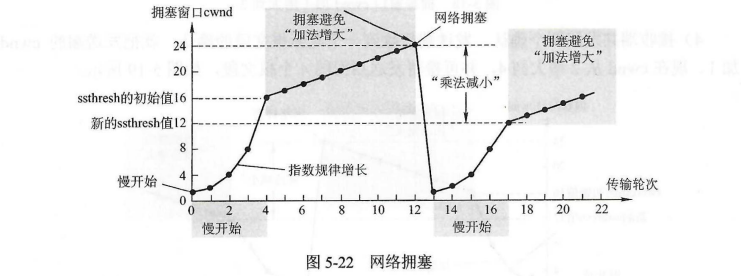 拥塞窗口cwnd
拥塞避免
“加法增大”
网络拥塞
24
20
ssthresh的初始值16
新的ssthresh值12
8
4
慢开始
0
指数规律增长
“乘法减小”
拥塞避免
“加法增大”
传输轮次
2 4 6 8 10 12 14 16 18 20 22
慢开始
慢开始
图 5-22 网络拥塞